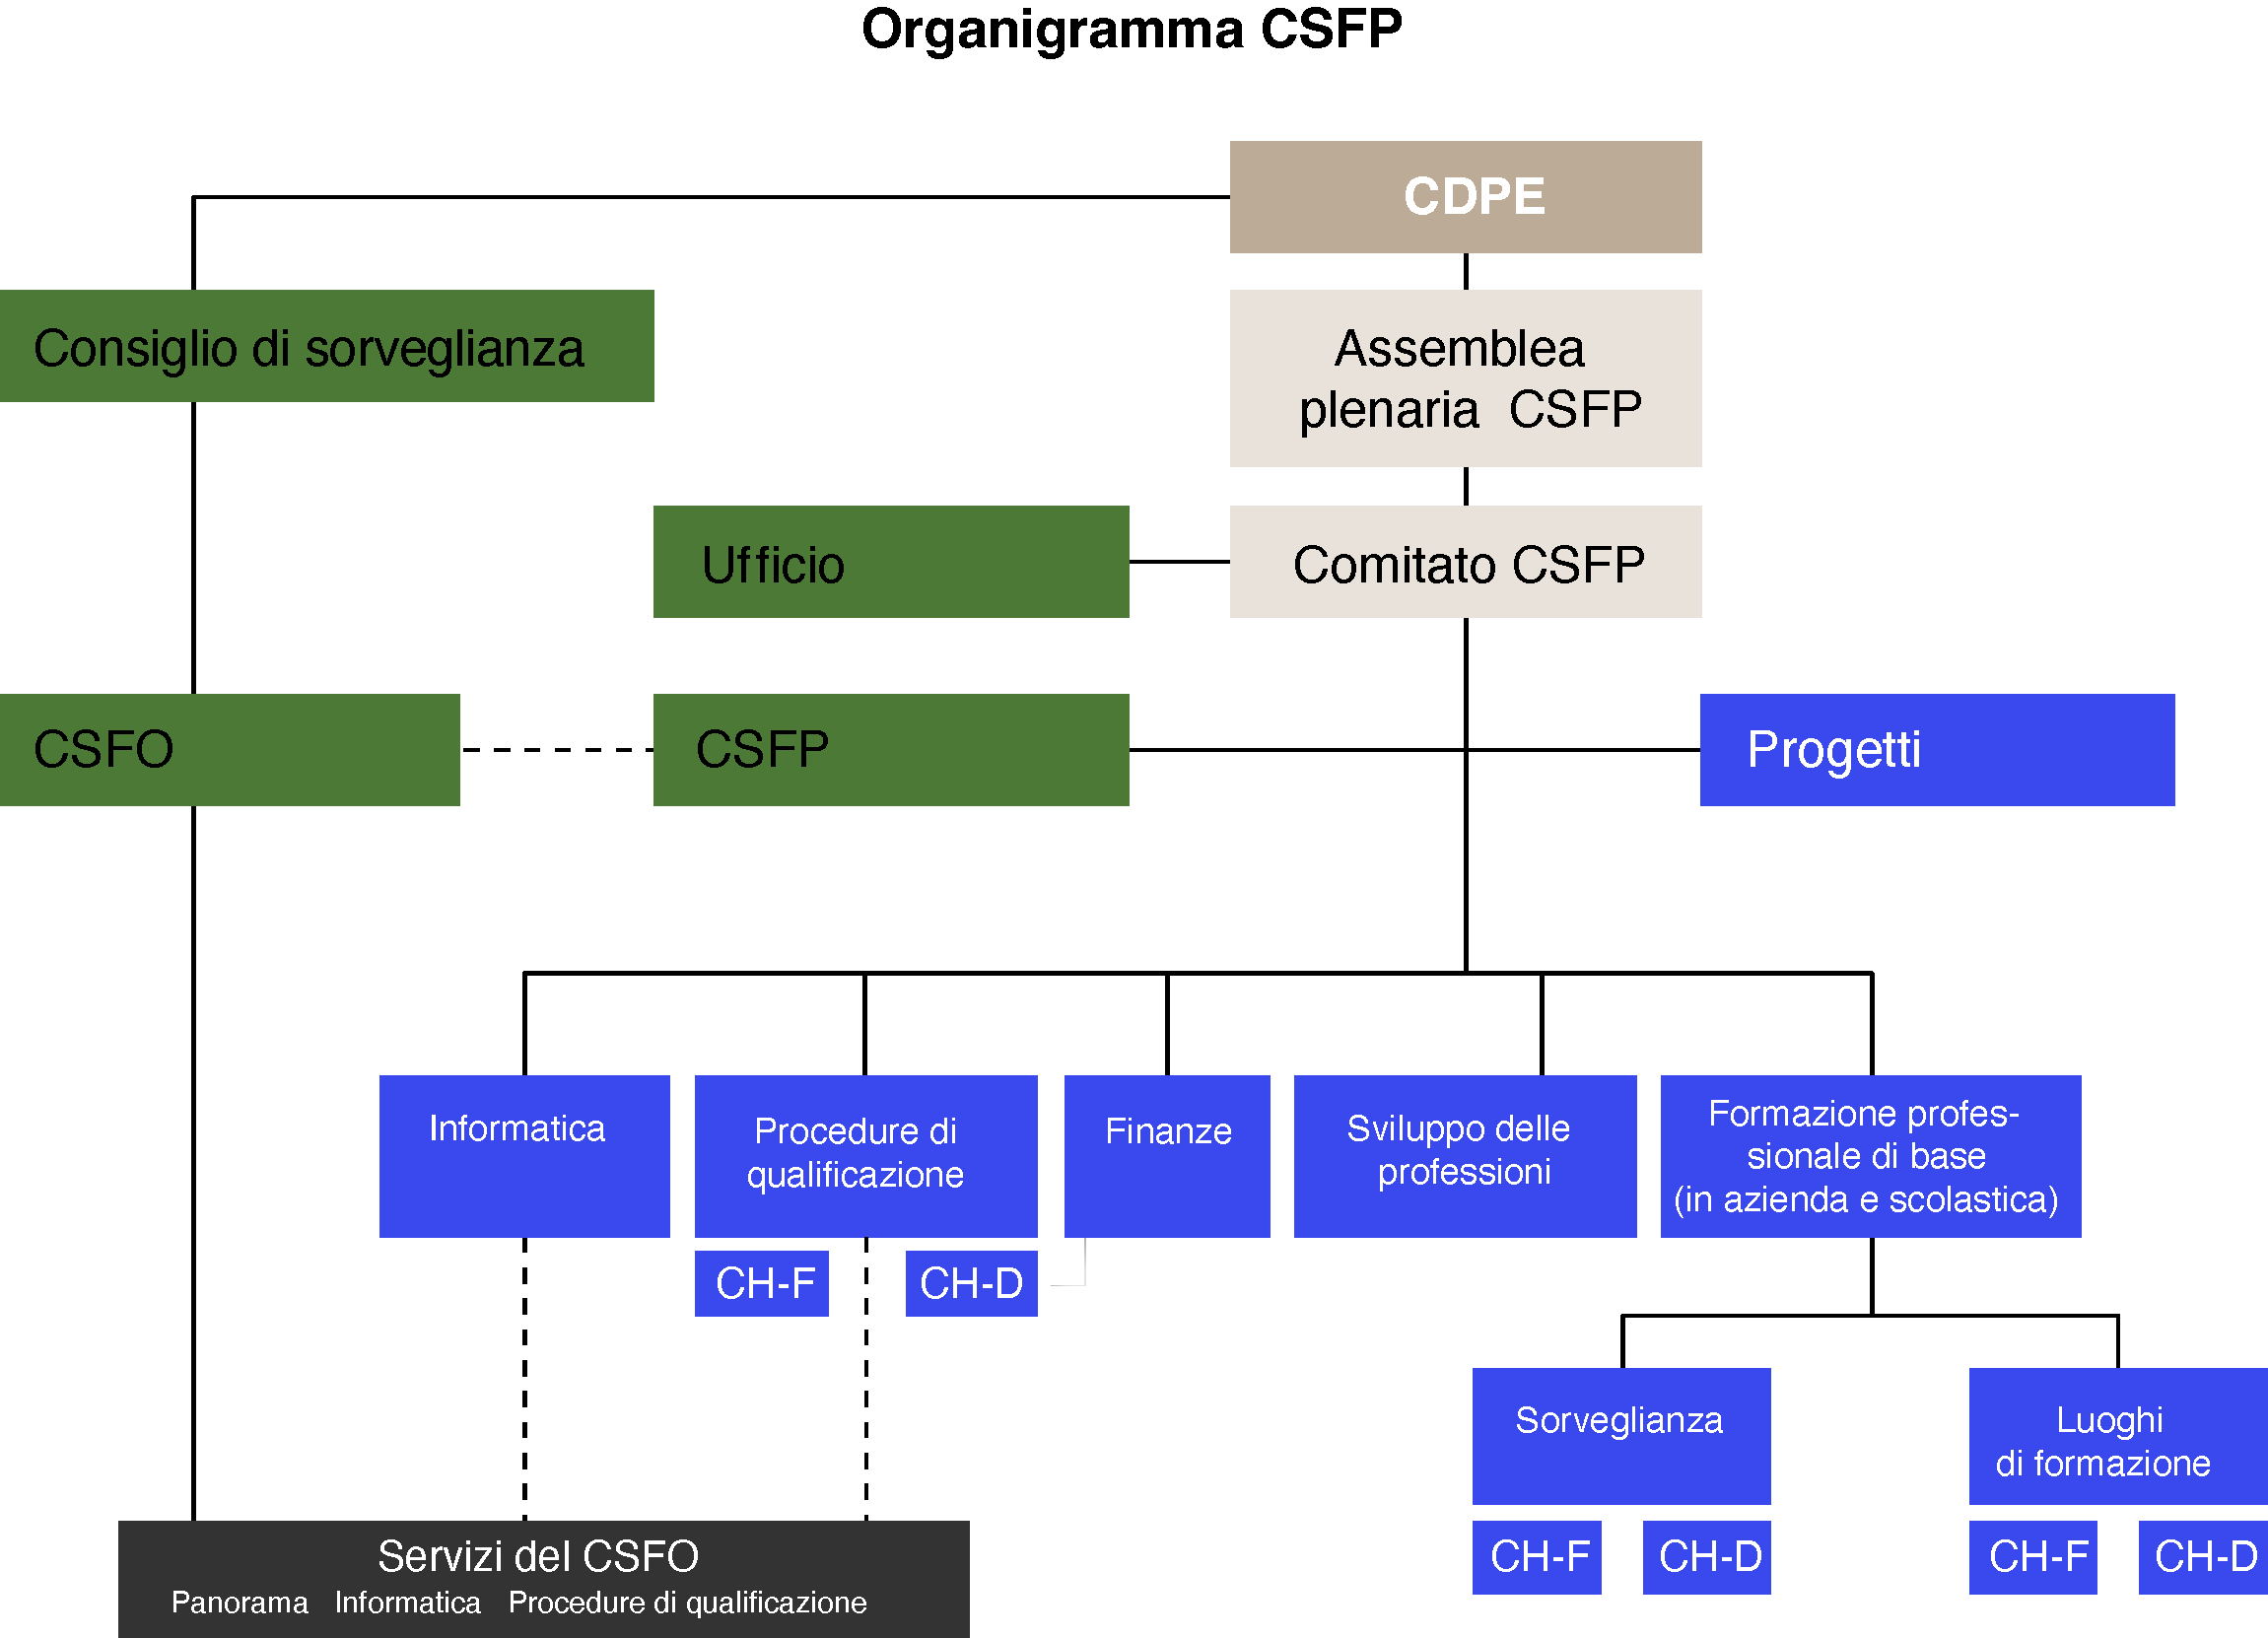 Organigramma CSFP
CDPE
Consiglio di sorveglianza
Assemblea
plenaria CSFP
Ufficio
Comitato CSFP
CSFO
CSFP
Progetti
Informatica
Procedure di
qualificazione
Finanze
Sviluppo delle
professioni
Formazione profes-
sionale di base
(in azienda e scolastica)
CH-F
CH-D
Sorveglianza
Luoghi
di formazione
CH-F
CH-D
CH-F
CH-D
Servizi del CSFO
Panorama Informatica Procedure di qualificazione